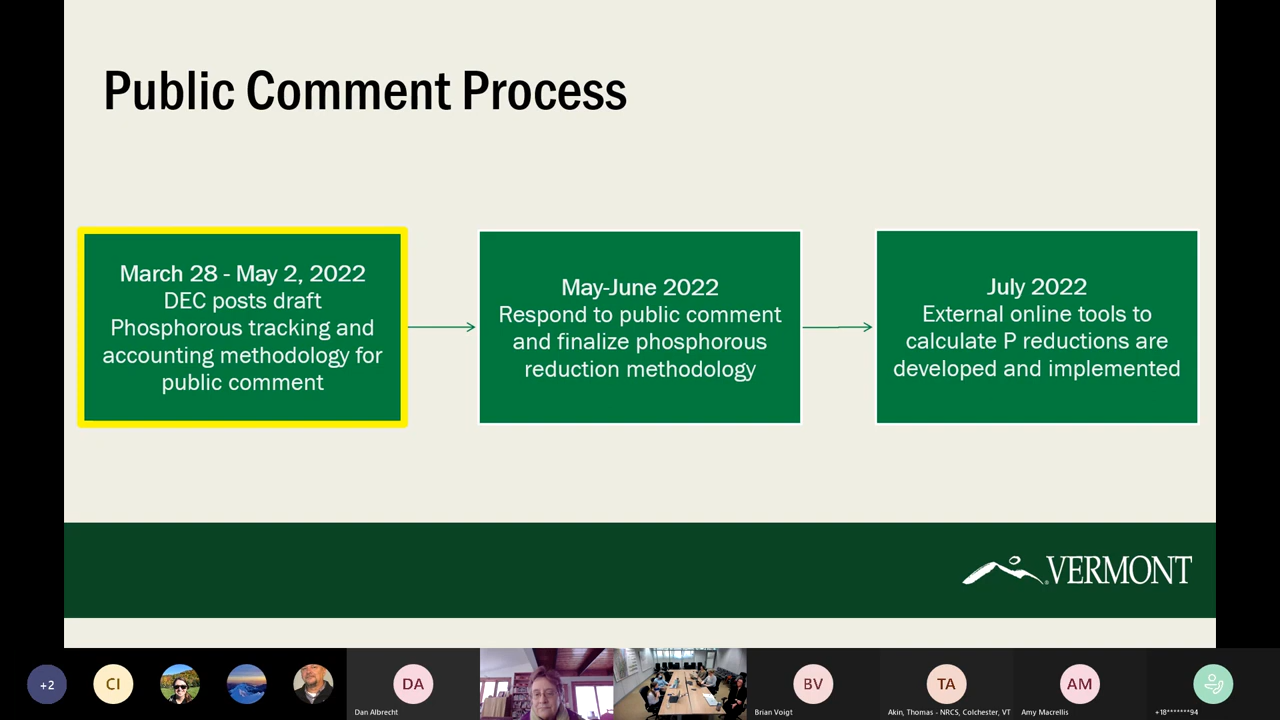 Public Comment Process
March 28 - May 2, 2022
DEC posts draft
Phosphorous tracking and
accounting methodology for
public comment
May-June 2022
Respond to public comment
and finalize phosphorous
reduction methodology
July 2022
External online tools to
calculate P reductions are
developed and implemented
VERMONT
+2
CI
DA
BV
TA
AM
Dan Albrecht
Brian Voigt
Akin, Thomas - NRCS, Colchester, VT
Amy Macrellis
+18*******94